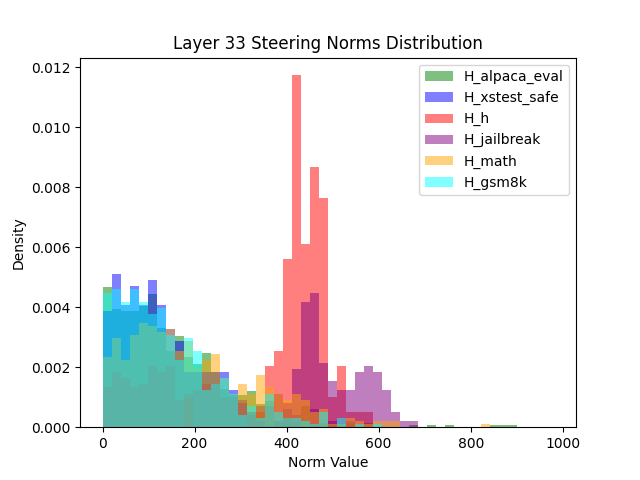 Layer 33 Steering Norms Distribution
H_alpaca_eval
H_xstest_safe
H_h
H_jailbreak
H_math
H_gsm8k
0.012
0.010
0.008
0.006
0.004
0.002
0.000
Density
0 200 400 600 800 1000
Norm Value